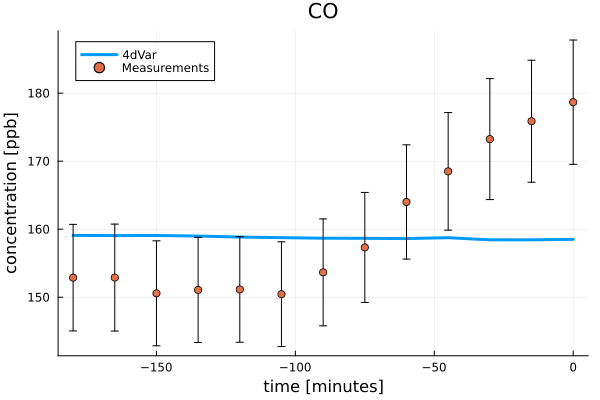 CO
4dVar
Measurements
concentration [ppb]
180
170
160
150
−150
−100
−50
0
time [minutes]